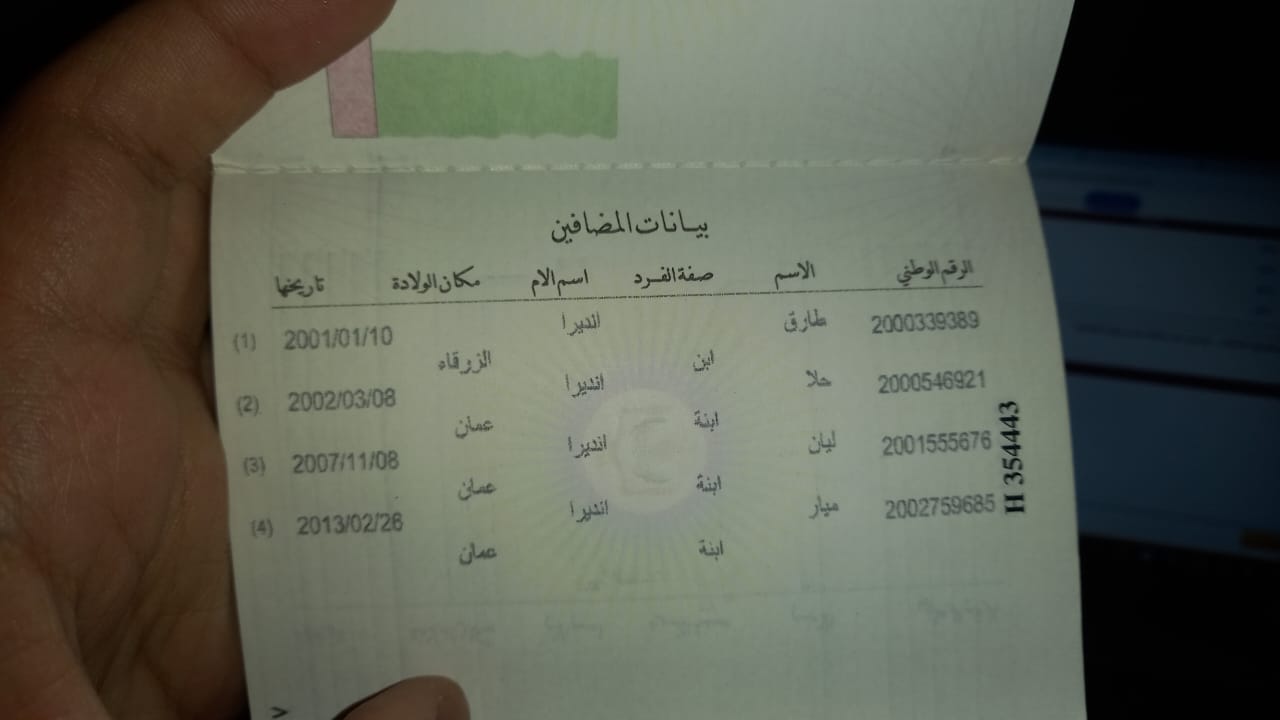 بيانات المضافين
الرقم الوطني الاسم صفة الفرد اسم الام مكان الولادة تاريخها
2000339389 طارق انديرا 2001/01/10 (1)
ابن الزرقاء
2000546921 حلا انديرا 2002/03/08 (2)
ابنة عمان
2001555676 ليان انديرا 2007/11/08 (3)
ابنة عمان
2002759685 ميار انديرا 2013/02/26 (4)
ابنة عمان
H 354443